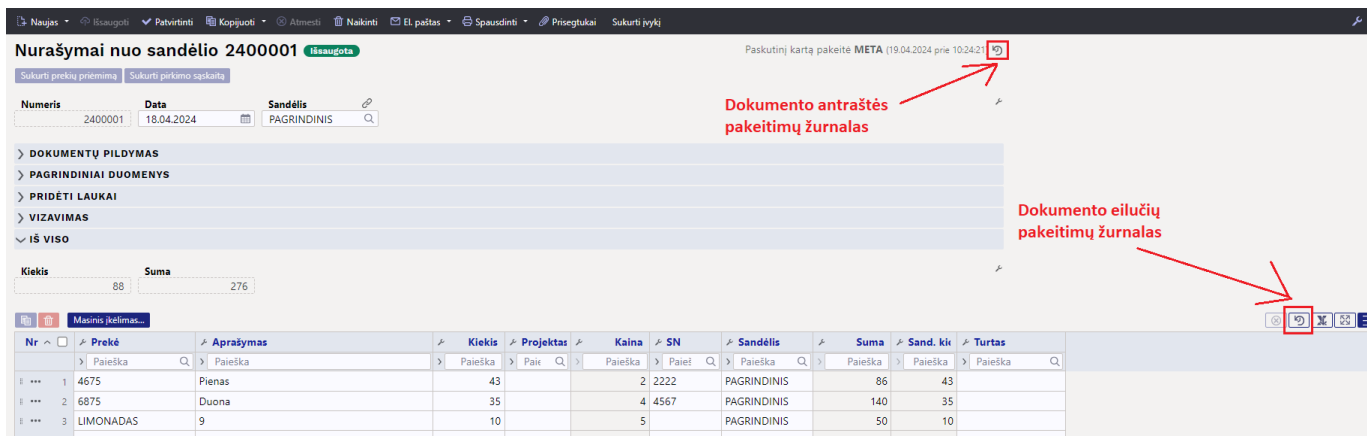 Naujas Išsaugoti Patvirtinti Kopijuoti Atmesti Naikinti El. paštas Spausdinti Prisegtukai Sukurti įvykį
Nurašymai nuo sandėlio 2400001 Išsaugota Paskutinį kartą pakeitė META (19.04.2024 prie 10:24:21)
Sukurti prekių priėmimą Sukurti pirkimo sąskaitą
Numeris Data Sandėlis
2400001 18.04.2024 PAGRINDINIS
Dokumento antraštės
pakeitimų žurnalas
DOKUMENTŲ PILDYMAS
PAGRINDINIAI DUOMENYS
PRIDĖTI LAUKAI
VIZAVIMAS
IŠ VISO
Dokumento eilučių
pakeitimų žurnalas
Kiekis Suma
88 276
Masinis įkėlimas...
Nr Prekė Aprašymas Kiekis Projektas Kaina SN Sandėlis Suma Sand. kie Turtas
Paieška Paieška Paieška Paie Paieška Paieš Paieška Paieška Paieška Paieška
1 4675 Pienas 43 2 2222 PAGRINDINIS 86 43
2 6875 Duona 35 4 4567 PAGRINDINIS 140 35
3 LIMONADAS 9 10 5 PAGRINDINIS 50 10